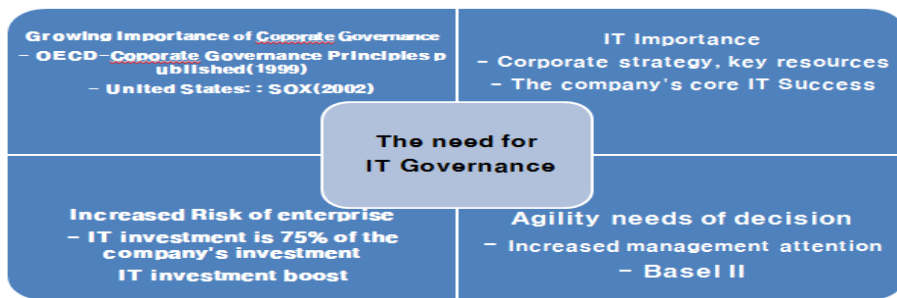 Growing Importance of Coporate Governance
– OECD-Coporate Governance Principles p
ublished(1999)
– United States: : SOX(2002)
IT Importance
– Corporate strategy, key resources
– The company's core IT Success
The need for
IT Governance
Increased Risk of enterprise
– IT investment is 75% of the
company's investment
IT investment boost
Agility needs of decision
– Increased management attention
– Basel II